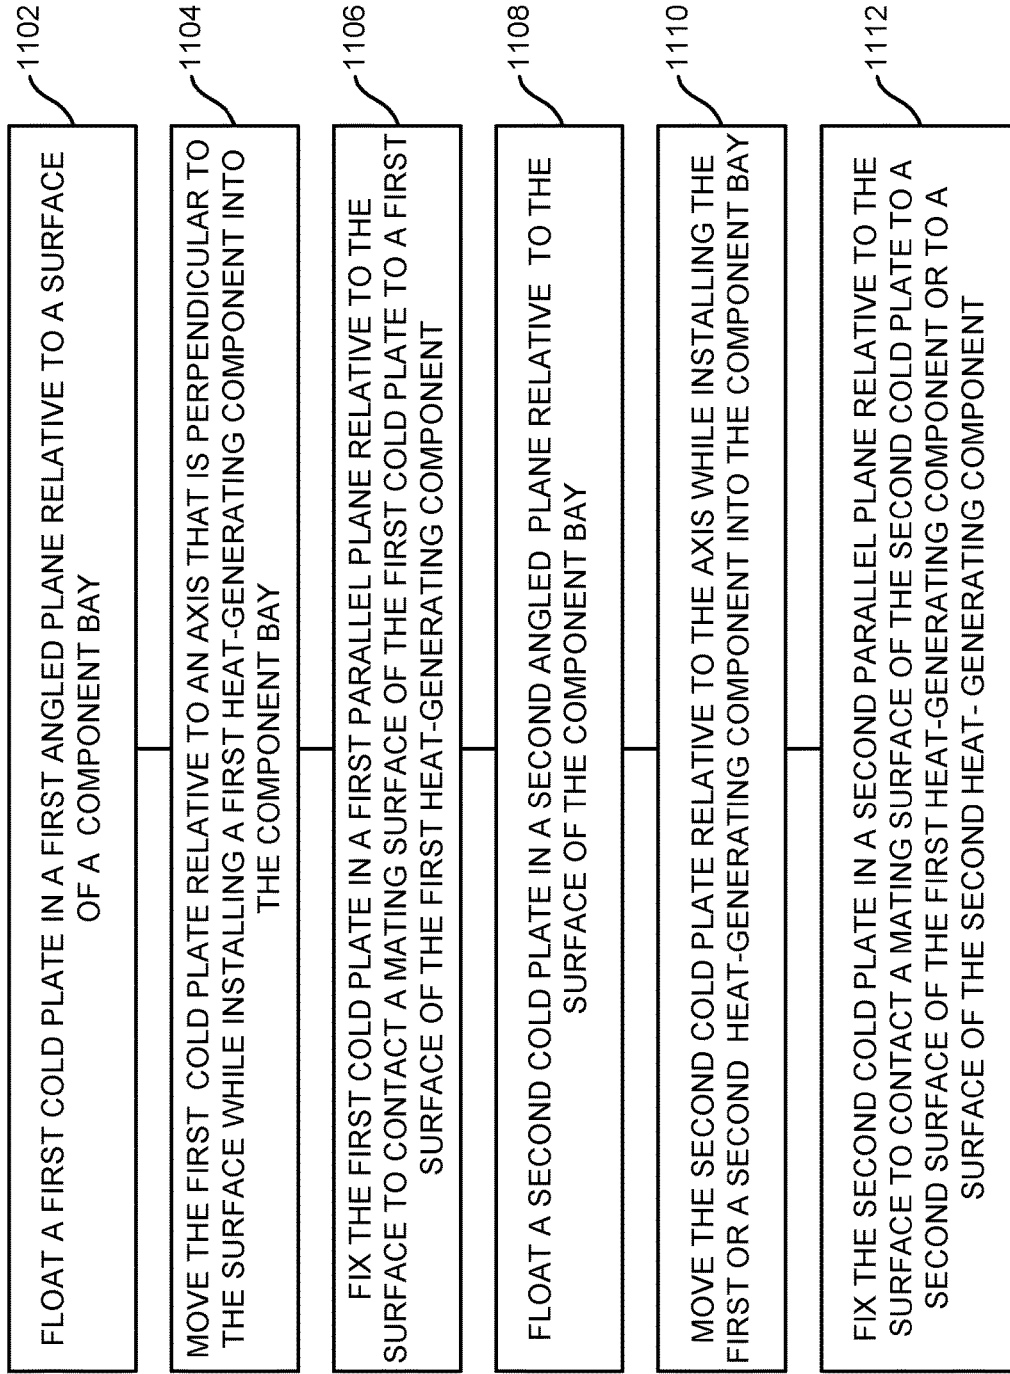 FLOAT A FIRST COLD PLATE IN A FIRST ANGLED PLANE RELATIVE TO A SURFACE
OF A COMPONENT BAY
1102
MOVE THE FIRST COLD PLATE RELATIVE TO AN AXIS THAT IS PERPENDICULAR TO
THE SURFACE WHILE INSTALLING A FIRST HEAT-GENERATING COMPONENT INTO
THE COMPONENT BAY
1104
FIX THE FIRST COLD PLATE IN A FIRST PARALLEL PLANE RELATIVE TO THE
SURFACE TO CONTACT A MATING SURFACE OF THE FIRST COLD PLATE TO A FIRST
SURFACE OF THE FIRST HEAT-GENERATING COMPONENT
1106
FLOAT A SECOND COLD PLATE IN A SECOND ANGLED PLANE RELATIVE TO THE
SURFACE OF THE COMPONENT BAY
1108
MOVE THE SECOND COLD PLATE RELATIVE TO THE AXIS WHILE INSTALLING THE
FIRST OR A SECOND HEAT-GENERATING COMPONENT INTO THE COMPONENT BAY
1110
FIX THE SECOND COLD PLATE IN A SECOND PARALLEL PLANE RELATIVE TO THE
SURFACE TO CONTACT A MATING SURFACE OF THE SECOND COLD PLATE TO A
SECOND SURFACE OF THE FIRST HEAT-GENERATING COMPONENT OR TO A
SURFACE OF THE SECOND HEAT- GENERATING COMPONENT
1112